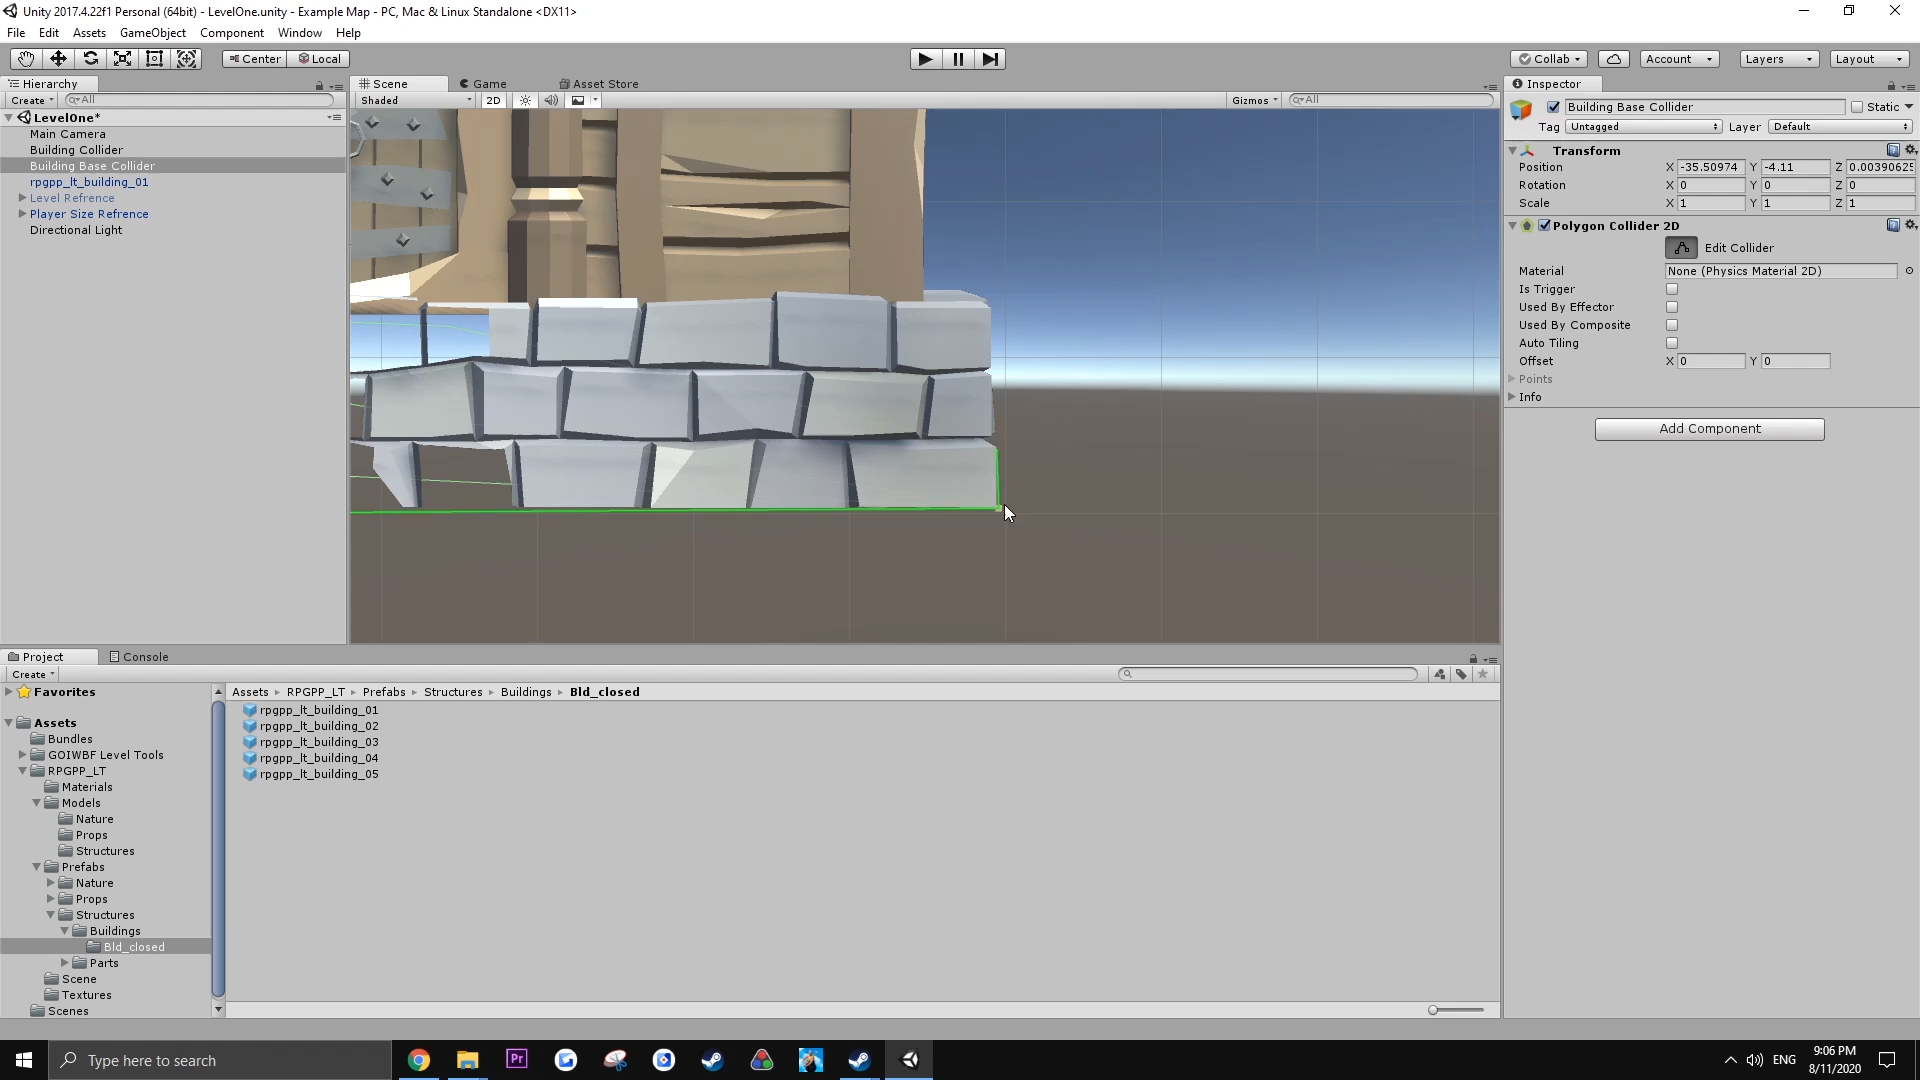 Unity 2017.4.22f1 Personal (64bit) - LevelOne.unity - Example Map - PC, Mac & Linux Standalone <DX11>
File Edit Assets GameObject Component Window Help
Center Local
Collab Account Layers Layout
Hierarchy
Create All
LevelOne*
Main Camera
Building Collider
Building Base Collider
rpgpp_lt_building_01
Level Refrence
Player Size Refrence
Directional Light
Scene Game Asset Store
Shaded 2D Gizmos All
Inspector
Building Base Collider Static
Tag Untagged Layer Default
Transform
Position X -35.50974 Y -4.11 Z 0.00390625
Rotation X 0 Y 0 Z 0
Scale X 1 Y 1 Z 1
Polygon Collider 2D
Edit Collider
Material None (Physics Material 2D)
Is Trigger
Used By Effector
Used By Composite
Auto Tiling
Offset X 0 Y 0
Points
Info
Add Component
Project Console
Create
Favorites
Assets
Bundles
GOIWBF Level Tools
RPGPP_LT
Materials
Models
Nature
Props
Structures
Prefabs
Nature
Props
Structures
Buildings
Bld_closed
Parts
Scene
Textures
Scenes
Assets RPGPP_LT Prefabs Structures Buildings Bld_closed
rpgpp_lt_building_01
rpgpp_lt_building_02
rpgpp_lt_building_03
rpgpp_lt_building_04
rpgpp_lt_building_05
Type here to search
Pr
ENG
9:06 PM
8/11/2020